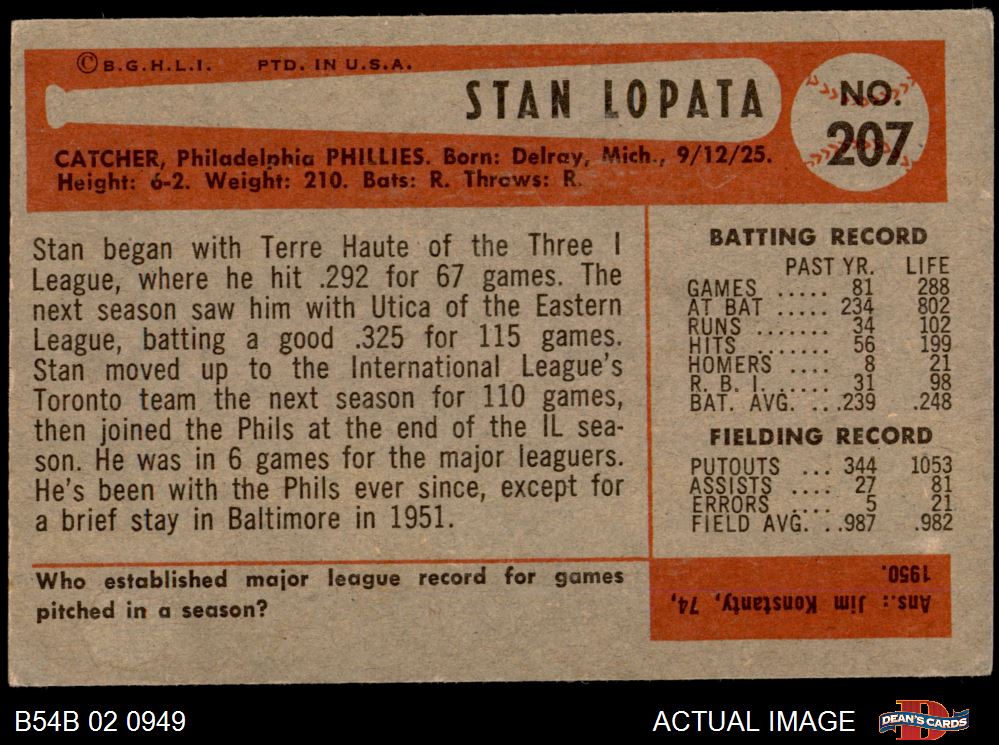 ©B.G.H.L.I. PTD. IN U.S.A.
STAN LOPATA
NO.
207
CATCHER, Philadelphia PHILLIES. Born: Delray, Mich., 9/12/25.
Height: 6-2. Weight: 210. Bats: R. Throws: R.
Stan began with Terre Haute of the Three I
League, where he hit .292 for 67 games. The
next season saw him with Utica of the Eastern
League, batting a good .325 for 115 games.
Stan moved up to the International League's
Toronto team the next season for 110 games,
then joined the Phils at the end of the IL sea-
son. He was in 6 games for the major leaguers.
He's been with the Phils ever since, except for
a brief stay in Baltimore in 1951.
BATTING RECORD
PAST YR. LIFE
GAMES ..... 81 288
AT BAT ..... 234 802
RUNS ....... 34 102
HITS ........ 56 199
HOMERS .... 8 21
R. B. I. ..... 31 98
BAT. AVG. ...239 .248
FIELDING RECORD
PUTOUTS ... 344 1053
ASSISTS .... 27 81
ERRORS .... 5 21
FIELD AVG. ..987 .982
Who established major league record for games
pitched in a season?
Ans.: Jim Konstanty, 74,
1950.
B54B 02 0949
ACTUAL IMAGE
D
DEAN'S CARDS